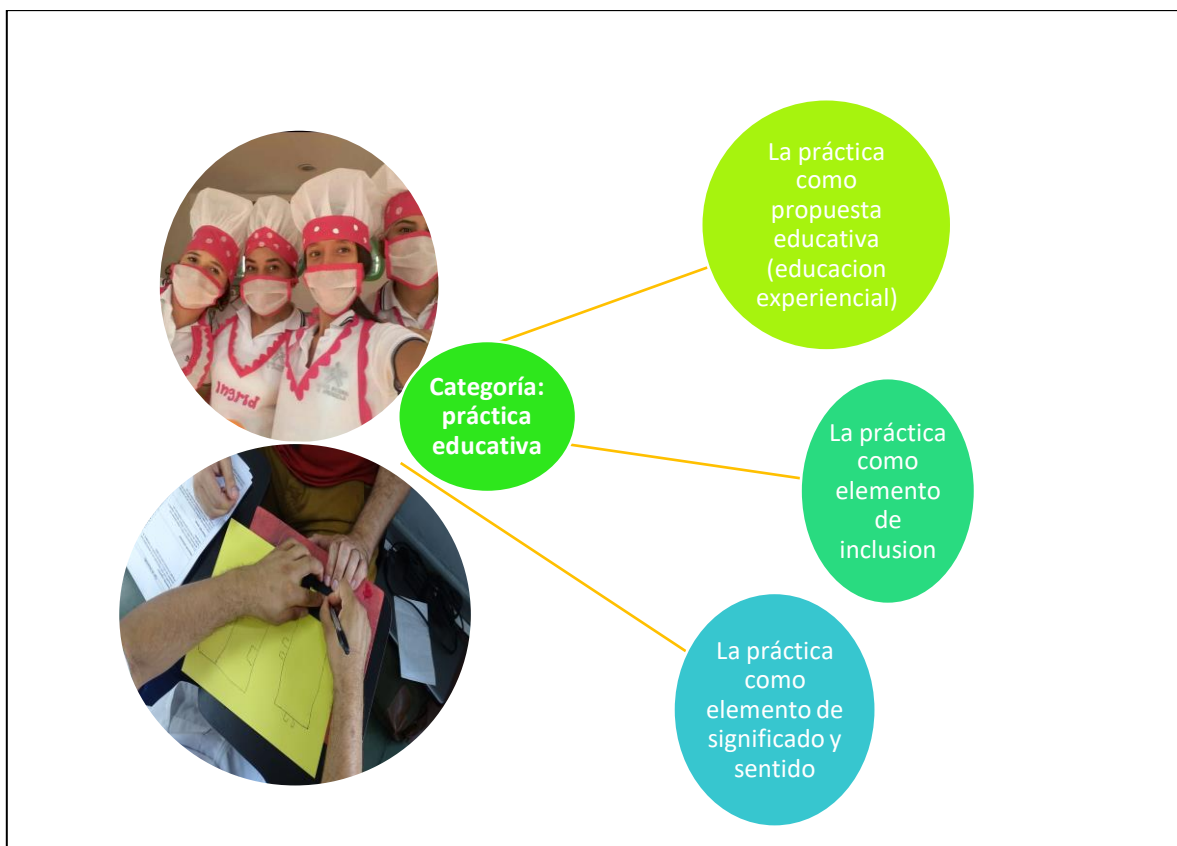 La práctica
como
propuesta
educativa
(educacion
experiencial)
Categoría:
práctica
educativa
Ingrid
La práctica
como
elemento
de
inclusion
La práctica
como
elemento de
significado y
sentido